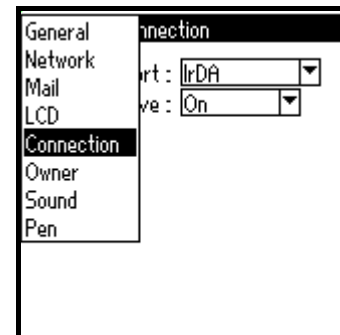 General
Network
Mail
LCD
Connection
Owner
Sound
Pen
nnection
rt : IrDA
ve : On